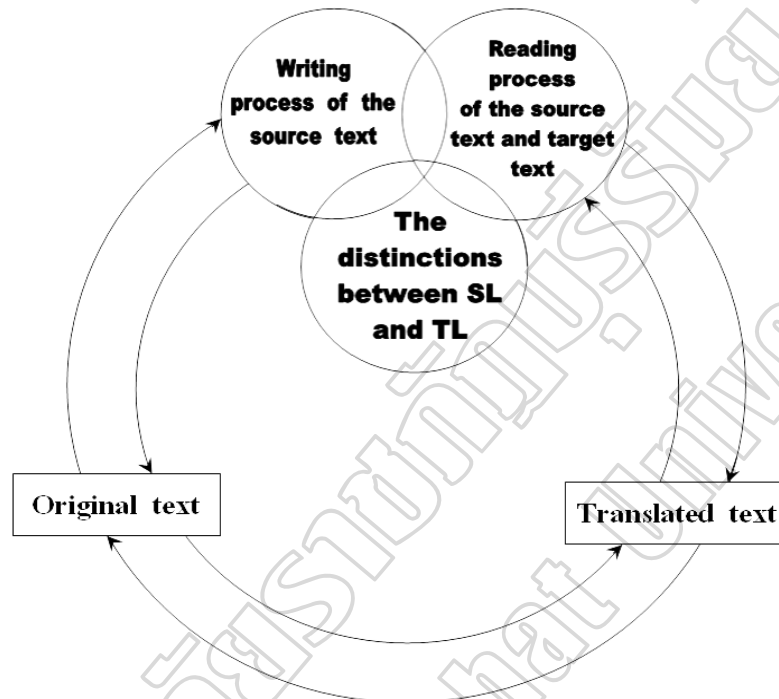 Writing
process of the
source text
Reading
process
of the source
text and target
text
The
distinctions
between SL
and TL
Original text
Translated text